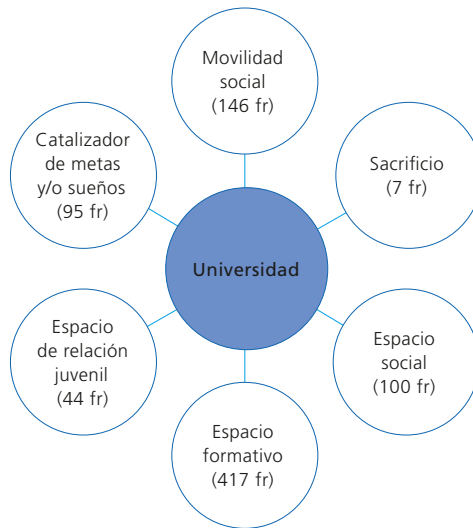 Movilidad
social
(146 fr)
Catalizador
de metas
y/o sueños
(95 fr)
Sacrificio
(7 fr)
Universidad
Espacio
de relación
juvenil
(44 fr)
Espacio
social
(100 fr)
Espacio
formativo
(417 fr)